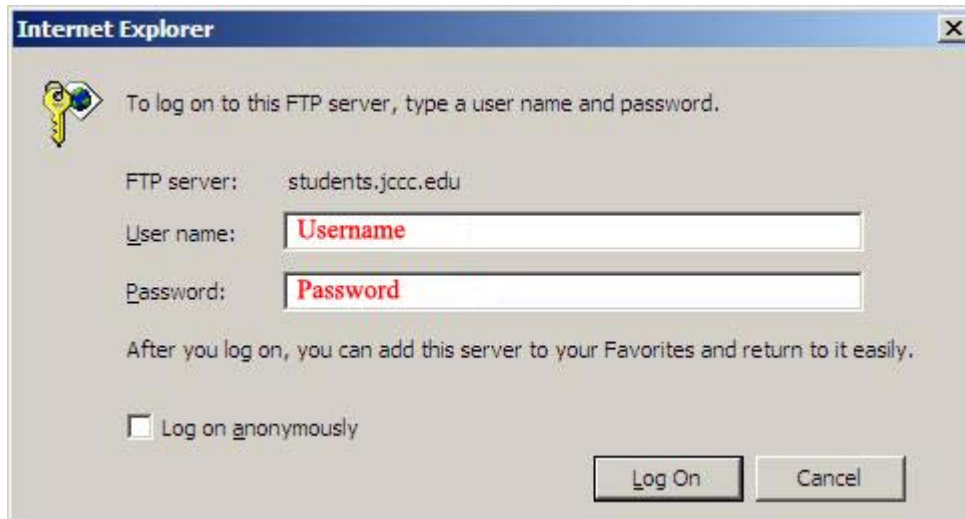 Internet Explorer
To log on to this FTP server, type a user name and password.
FTP server: students.jccc.edu
User name: Username
Password: Password
After you log on, you can add this server to your Favorites and return to it easily.
Log on anonymously
Log On Cancel